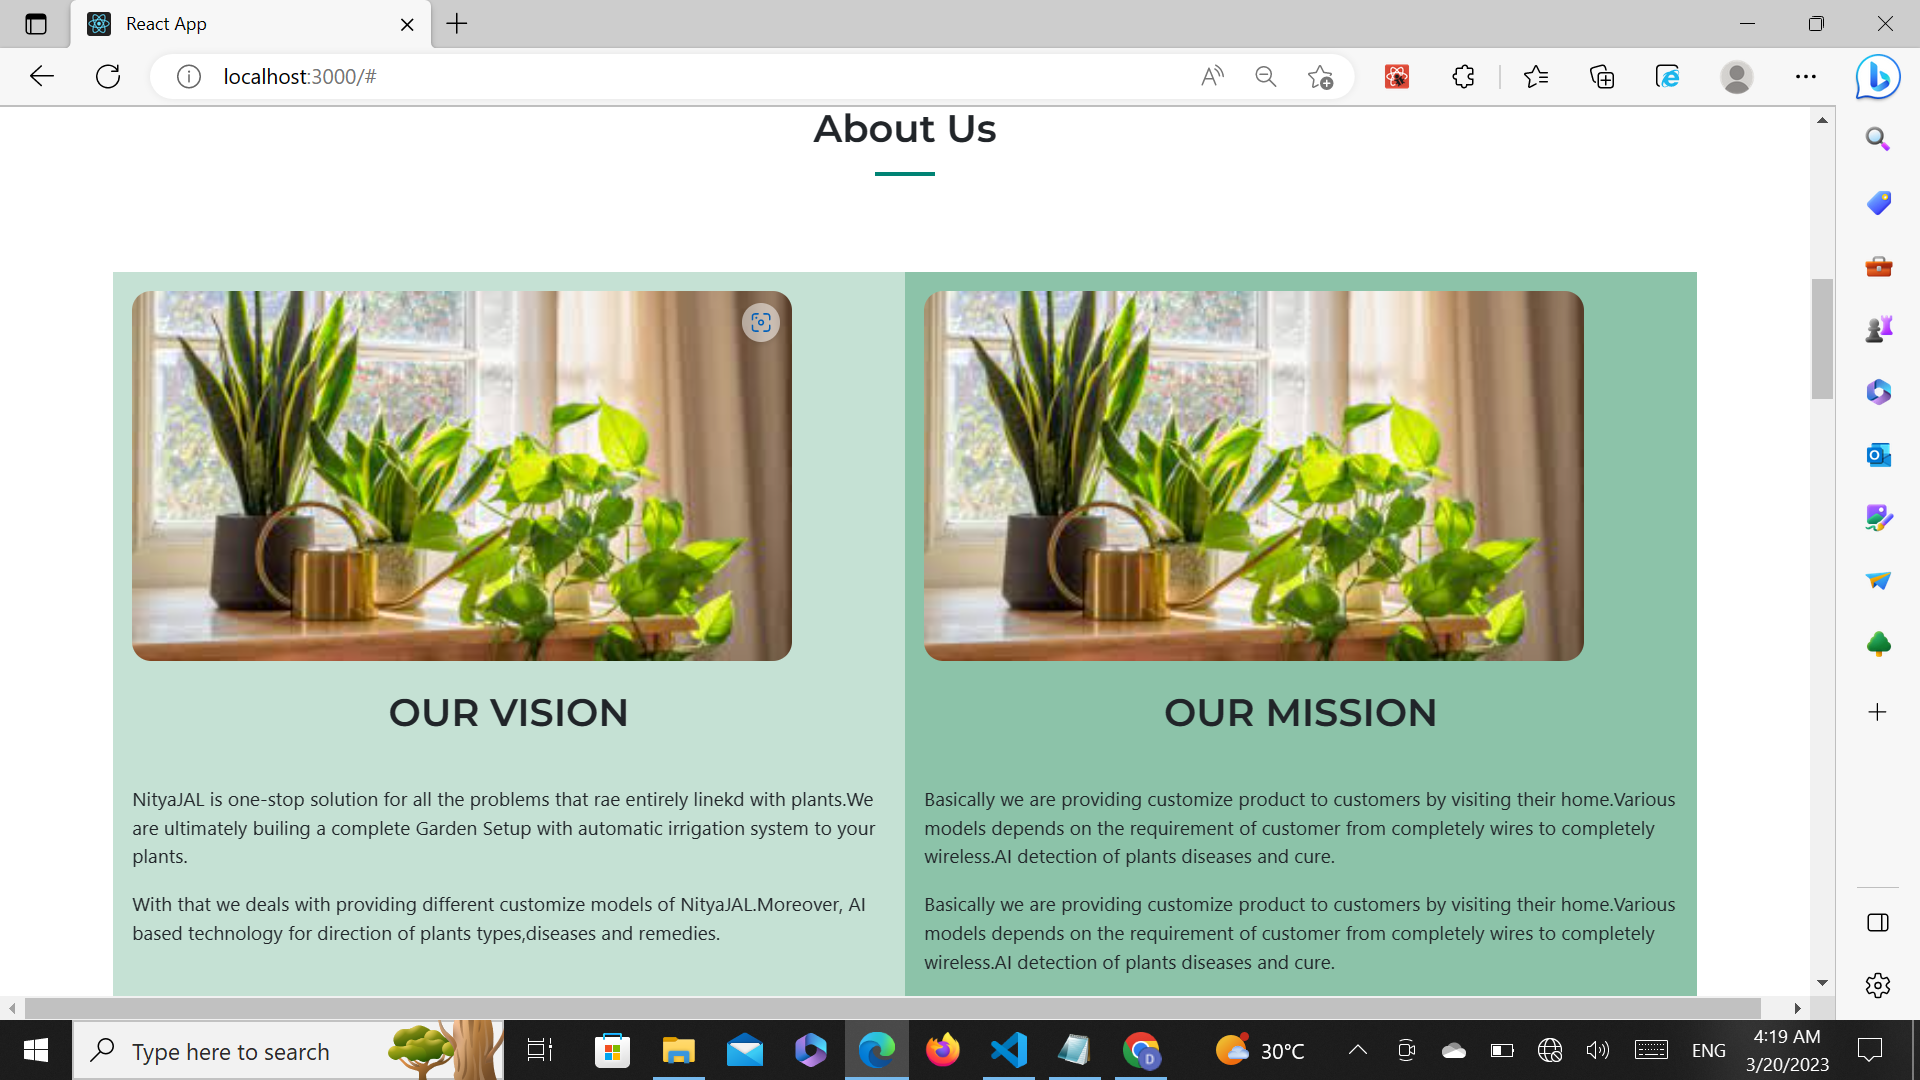 React App
localhost:3000/#
About Us
OUR VISION
NityaJAL is one-stop solution for all the problems that rae entirely linekd with plants.We
are ultimately builing a complete Garden Setup with automatic irrigation system to your
plants.
With that we deals with providing different customize models of NityaJAL.Moreover, AI
based technology for direction of plants types,diseases and remedies.
OUR MISSION
Basically we are providing customize product to customers by visiting their home.Various
models depends on the requirement of customer from completely wires to completely
wireless.AI detection of plants diseases and cure.
Basically we are providing customize product to customers by visiting their home.Various
models depends on the requirement of customer from completely wires to completely
wireless.AI detection of plants diseases and cure.
Type here to search
D
30°C
ENG
4:19 AM
3/20/2023